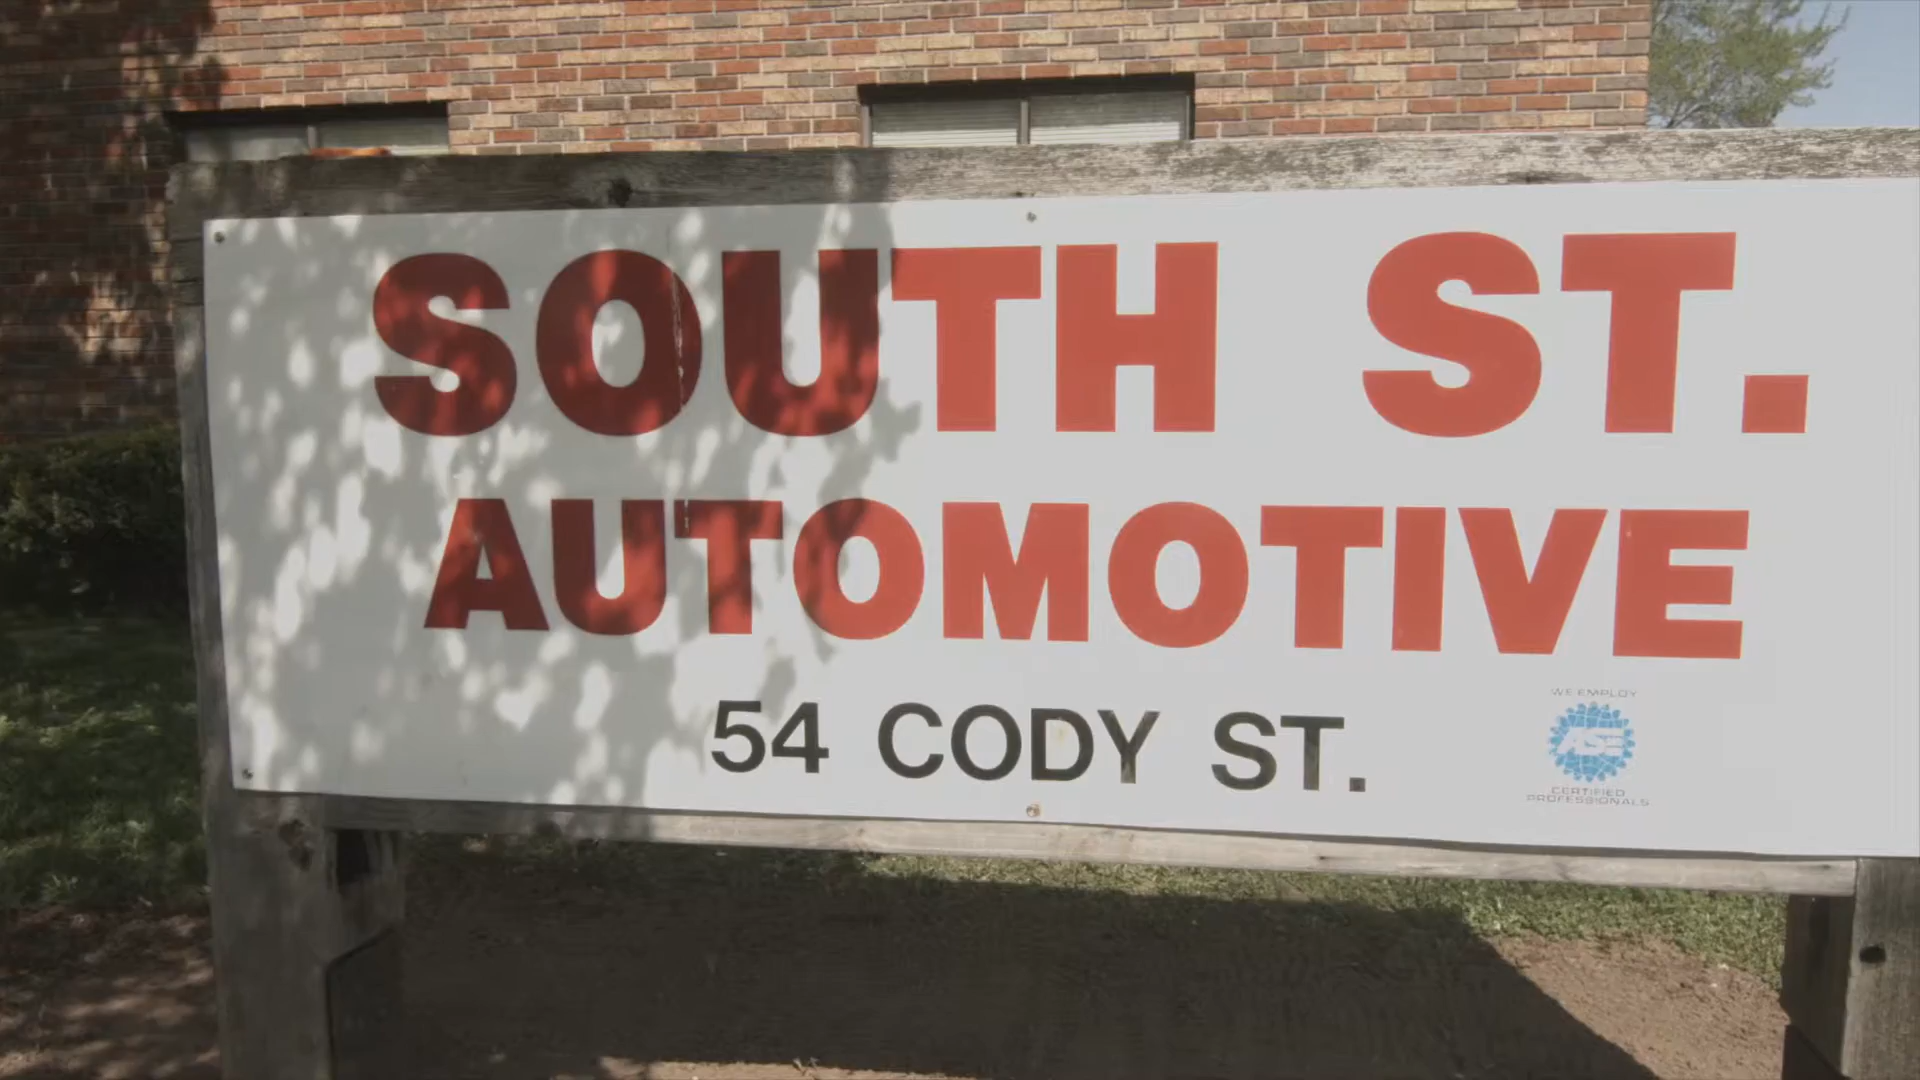 SOUTH ST.
AUTOMOTIVE
54 CODY ST.
WE EMPLOY
ASE
CERTIFIED
PROFESSIONALS